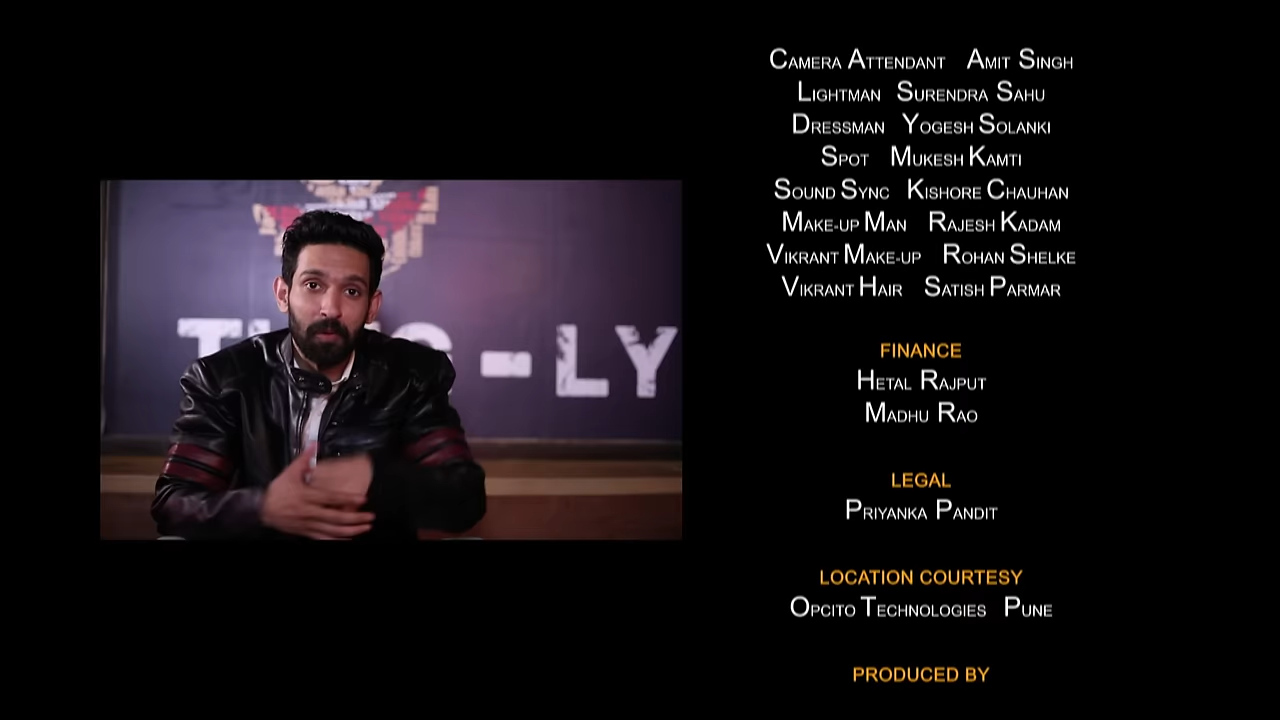 T - LY
CAMERA ATTENDANT AMIT SINGH
LIGHTMAN SURENDRA SAHU
DRESSMAN YOGESH SOLANKI
SPOT MUKESH KAMTI
SOUND SYNC KISHORE CHAUHAN
MAKE-UP MAN RAJESH KADAM
VIKRANT MAKE-UP ROHAN SHELKE
VIKRANT HAIR SATISH PARMAR
FINANCE
HETAL RAJPUT
MADHU RAO
LEGAL
PRIYANKA PANDIT
LOCATION COURTESY
OPCITO TECHNOLOGIES PUNE
PRODUCED BY